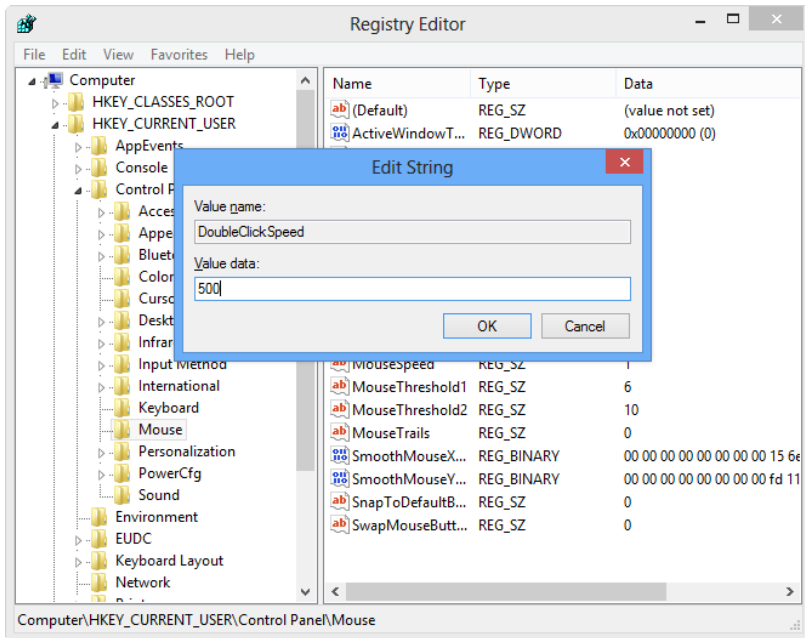 Registry Editor
File Edit View Favorites Help
Computer
HKEY_CLASSES_ROOT
HKEY_CURRENT_USER
AppEvents
Console
Control P
Acces
Appe
Bluet
Color
Curso
Deskt
Infrar
Input Method
International
Keyboard
Mouse
Personalization
PowerCfg
Sound
Environment
EUDC
Keyboard Layout
Network
Name Type Data
(Default) REG_SZ (value not set)
ActiveWindowT... REG_DWORD 0x00000000 (0)
Edit String
Value name:
DoubleClickSpeed
Value data:
500
OK Cancel
MouseSpeed REG_SZ 1
MouseThreshold1 REG_SZ 6
MouseThreshold2 REG_SZ 10
MouseTrails REG_SZ 0
SmoothMouseX... REG_BINARY 00 00 00 00 00 00 00 00 15 6e
SmoothMouseY... REG_BINARY 00 00 00 00 00 00 00 00 fd 11
SnapToDefaultB... REG_SZ 0
SwapMouseButt... REG_SZ 0
Computer\HKEY_CURRENT_USER\Control Panel\Mouse